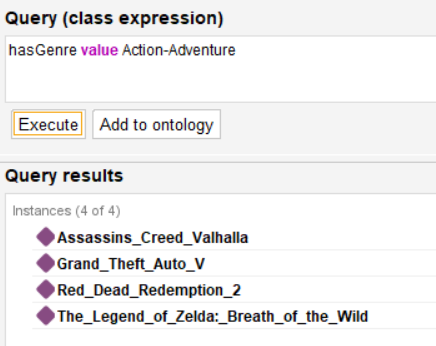 Query (class expression)
hasGenre value Action-Adventure
Execute Add to ontology
Query results
Instances (4 of 4)
Assassins_Creed_Valhalla
Grand_Theft_Auto_V
Red_Dead_Redemption_2
The_Legend_of_Zelda:_Breath_of_the_Wild